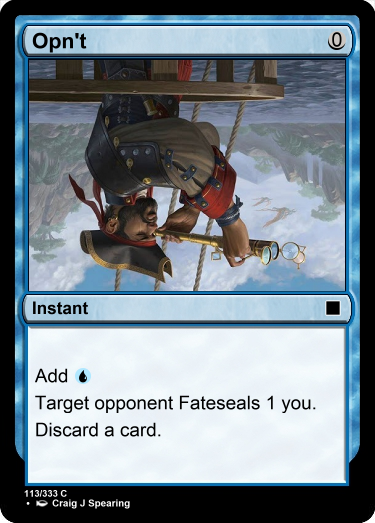 Opn't 0
Instant
Add
Target opponent Fateseals 1 you.
Discard a card.
113/333 C
• Craig J Spearing